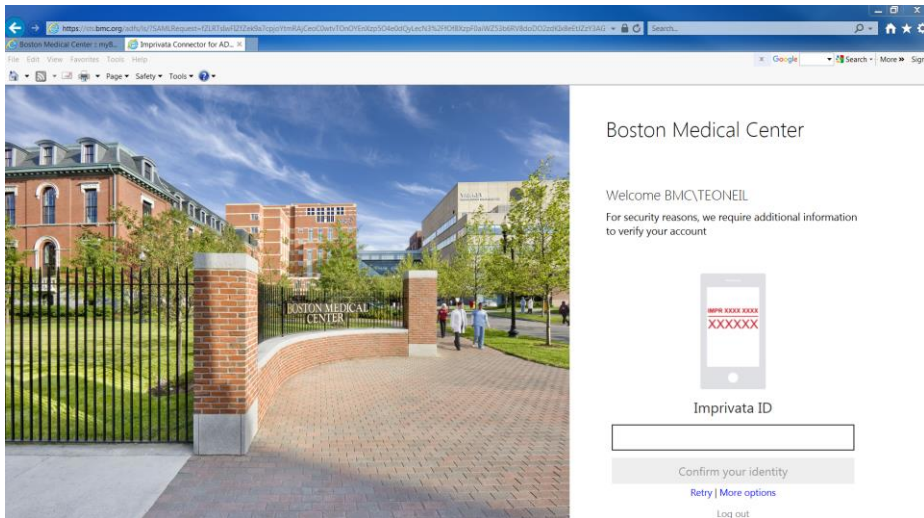 Boston Medical Center :: myB...
Imprivata Connector for AD...
Search...
File Edit View Favorites Tools Help
x Google Search More »
Page Safety Tools
BOSTON MEDICAL
CENTER
Boston Medical Center
Welcome BMC\TEONEIL
For security reasons, we require additional information
to verify your account
IMPR XXXX XXXX
XXXXXX
Imprivata ID
Confirm your identity
Retry | More options
Log out